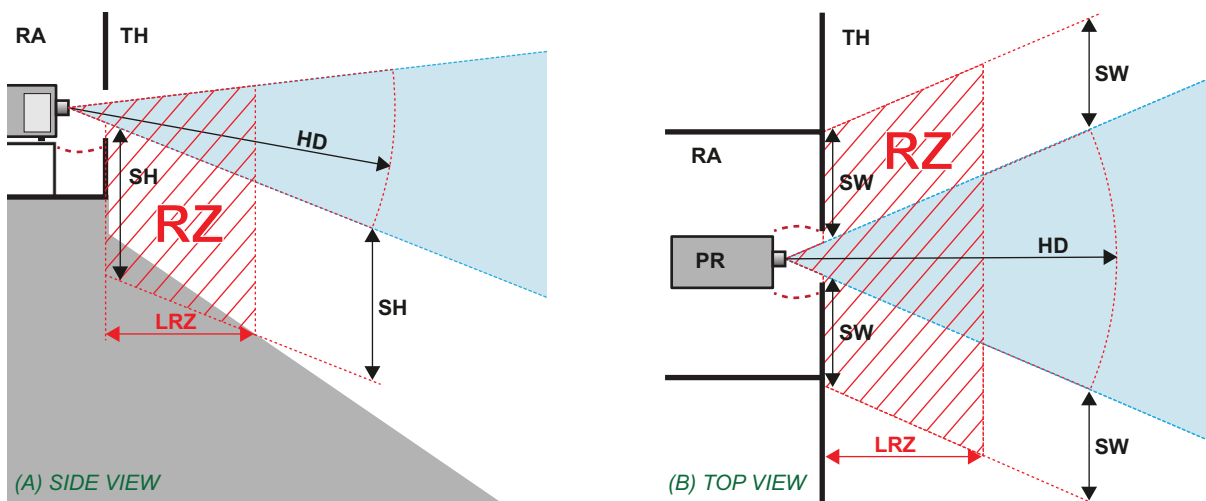 RA
TH
HD
SH
RZ
SH
LRZ
(A) SIDE VIEW
TH
SW
RZ
RA
SW
PR
HD
SW
LRZ
SW
(B) TOP VIEW